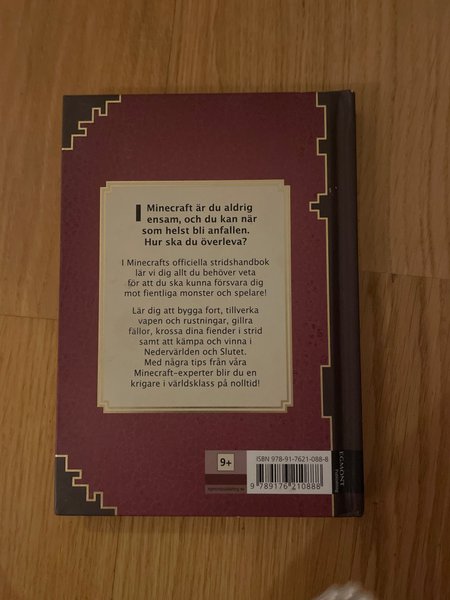 I Minecraft är du aldrig
ensam, och du kan när
som helst bli anfallen.
Hur ska du överleva?
I Minecrafts officiella stridshandbok
lär vi dig allt du behöver veta
för att du ska kunna försvara dig
mot fientliga monster och spelare!
Lär dig att bygga fort, tillverka
vapen och rustningar, gillra
fällor, krossa dina fiender i strid
samt att kämpa och vinna i
Nedervärlden och Slutet.
Med några tips från våra
Minecraft-experter blir du en
krigare i världsklass på nolltid!
9+
ISBN 978-91-7621-088-8
9 789176 210888
EGMONT